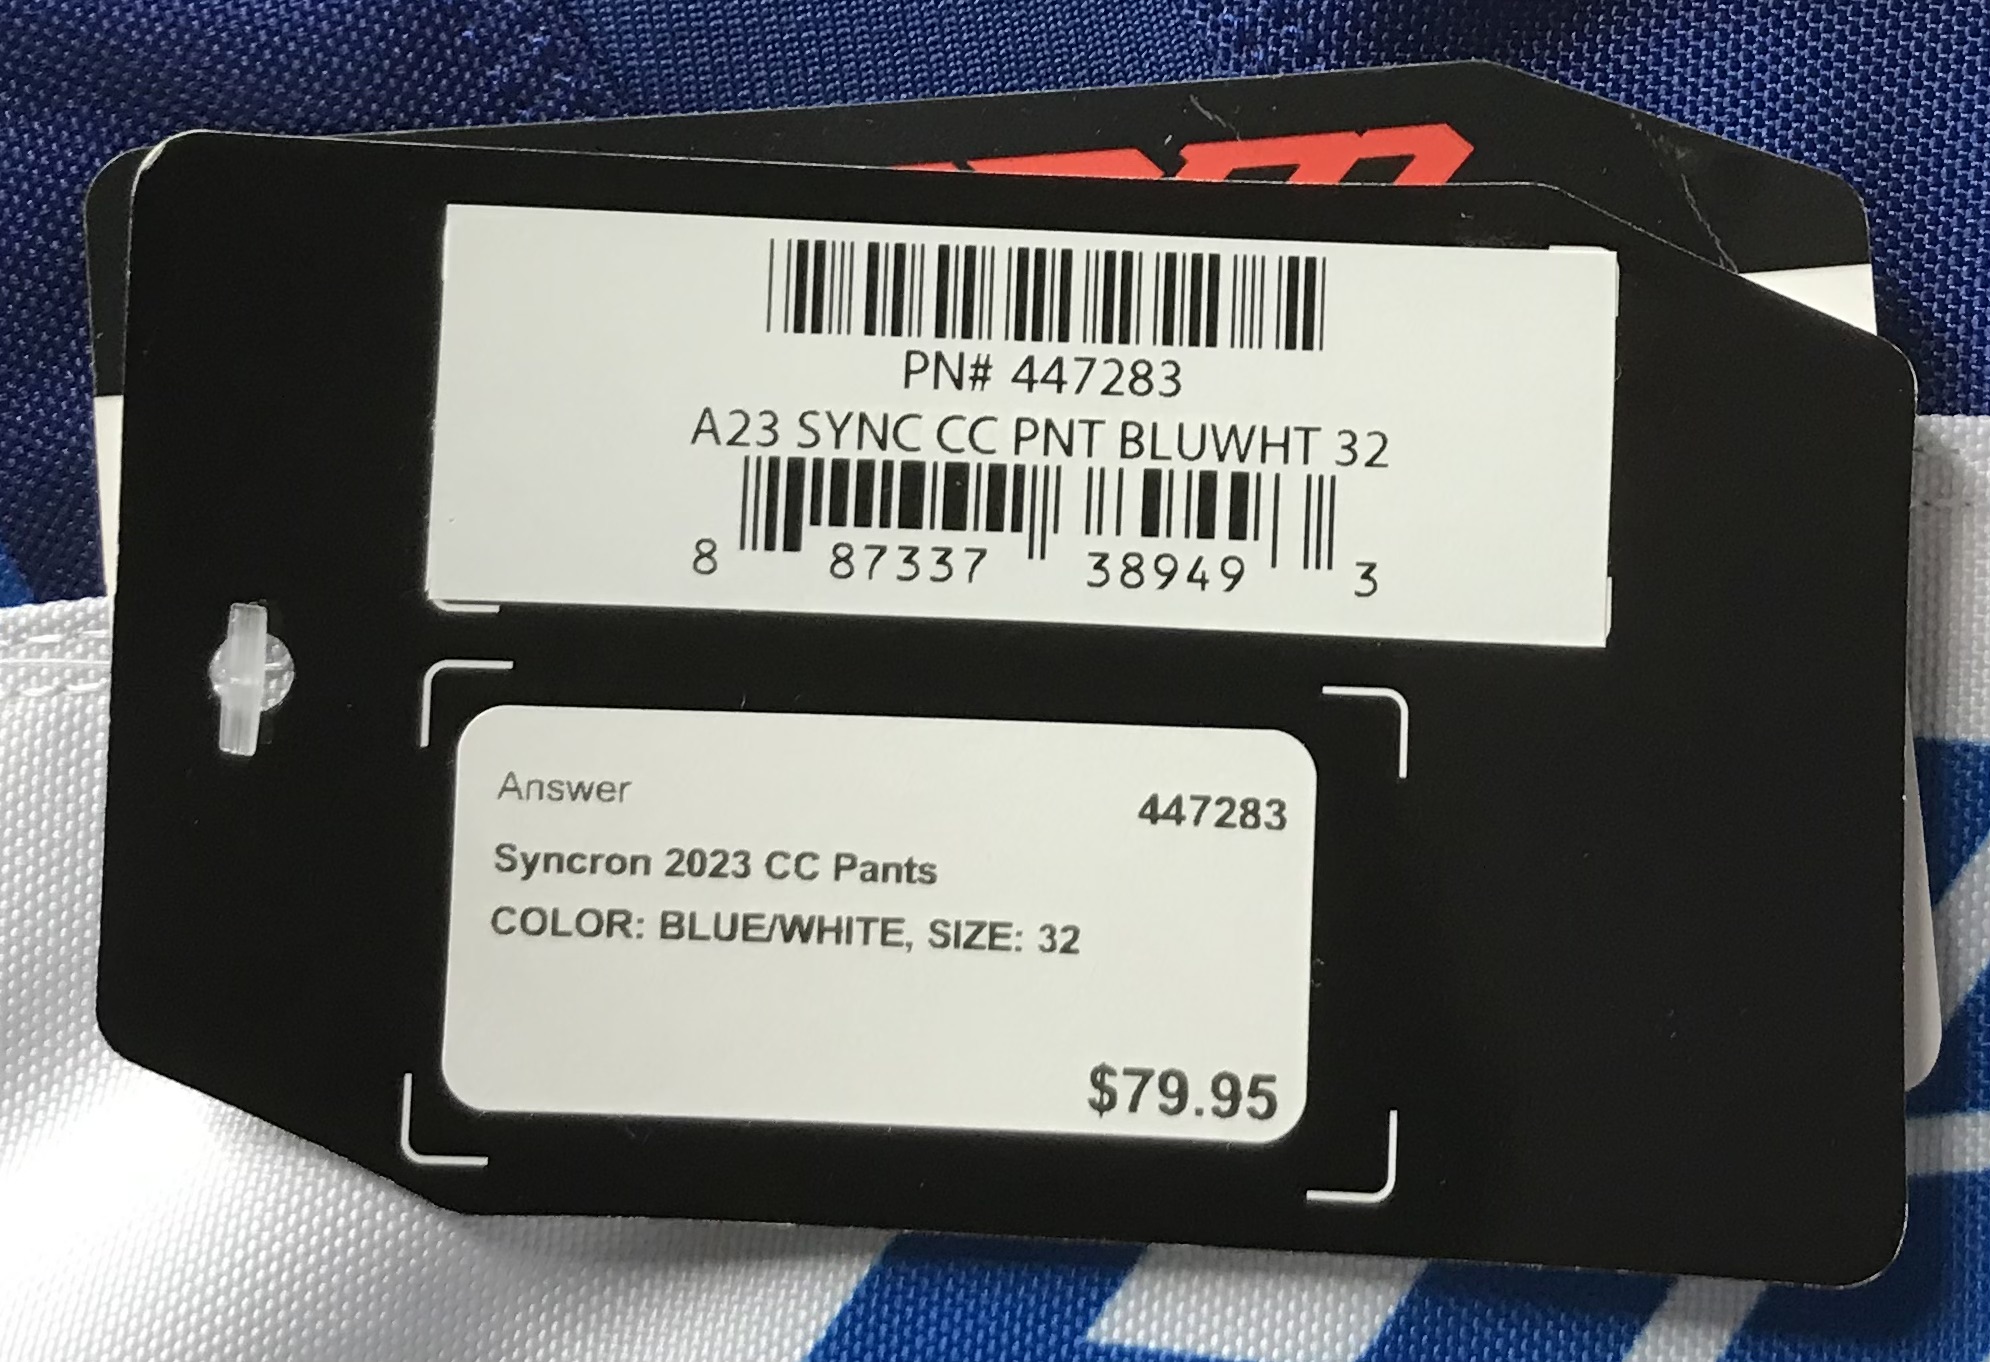 PN# 447283
A23 SYNC CC PNT BLUWHT 32
8 87337 38949 3
Answer 447283
Syncron 2023 CC Pants
COLOR: BLUE/WHITE, SIZE: 32
$79.95